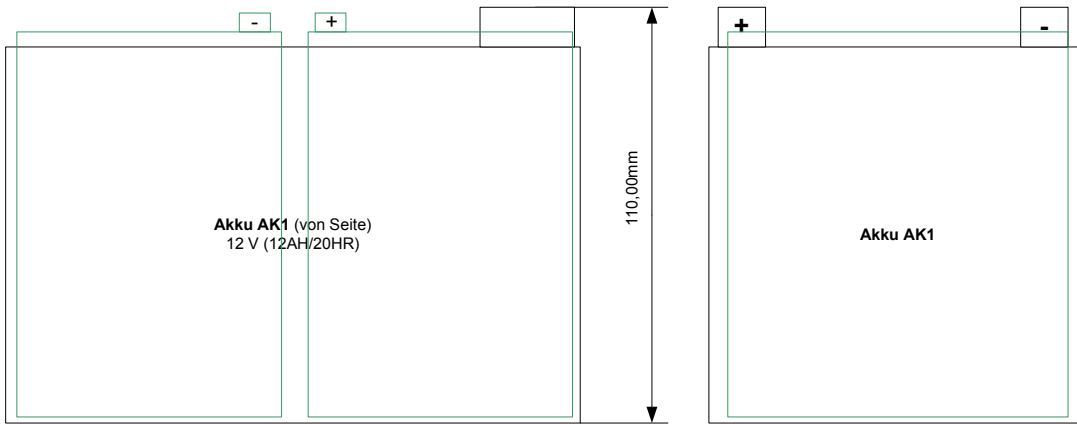 -
+
Akku AK1 (von Seite)
12 V (12AH/20HR)
110,00mm
+
-
Akku AK1